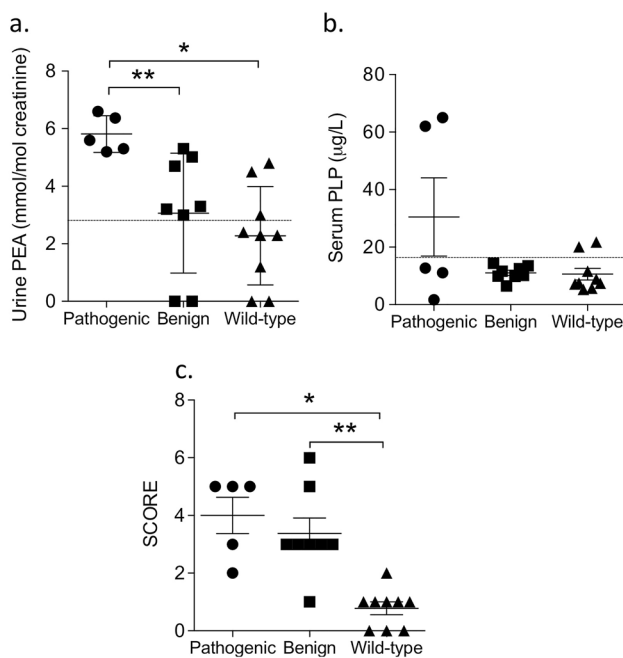 a.
*
**
Urine PEA (mmol/mol creatinine)
8
6
4
2
0
Pathogenic Benign Wild-type
b.
Serum PLP (µg/L)
80
60
40
20
0
Pathogenic Benign Wild-type
c.
*
**
SCORE
8
6
4
2
0
Pathogenic Benign Wild-type